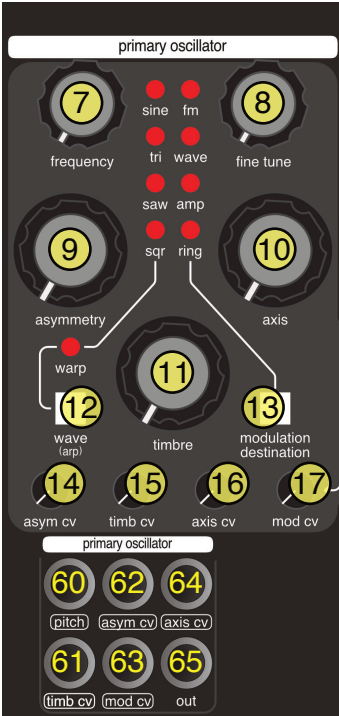 primary oscillator
7 8
sine fm
frequency tri wave fine tune
saw amp
9 10
sqr ring
asymmetry axis
warp
11
12 13
wave timbre modulation
(arp) destination
14 15 16 17
asym cv timb cv axis cv mod cv
primary oscillator
60 62 64
pitch asym cv axis cv
61 63 65
timb cv mod cv out